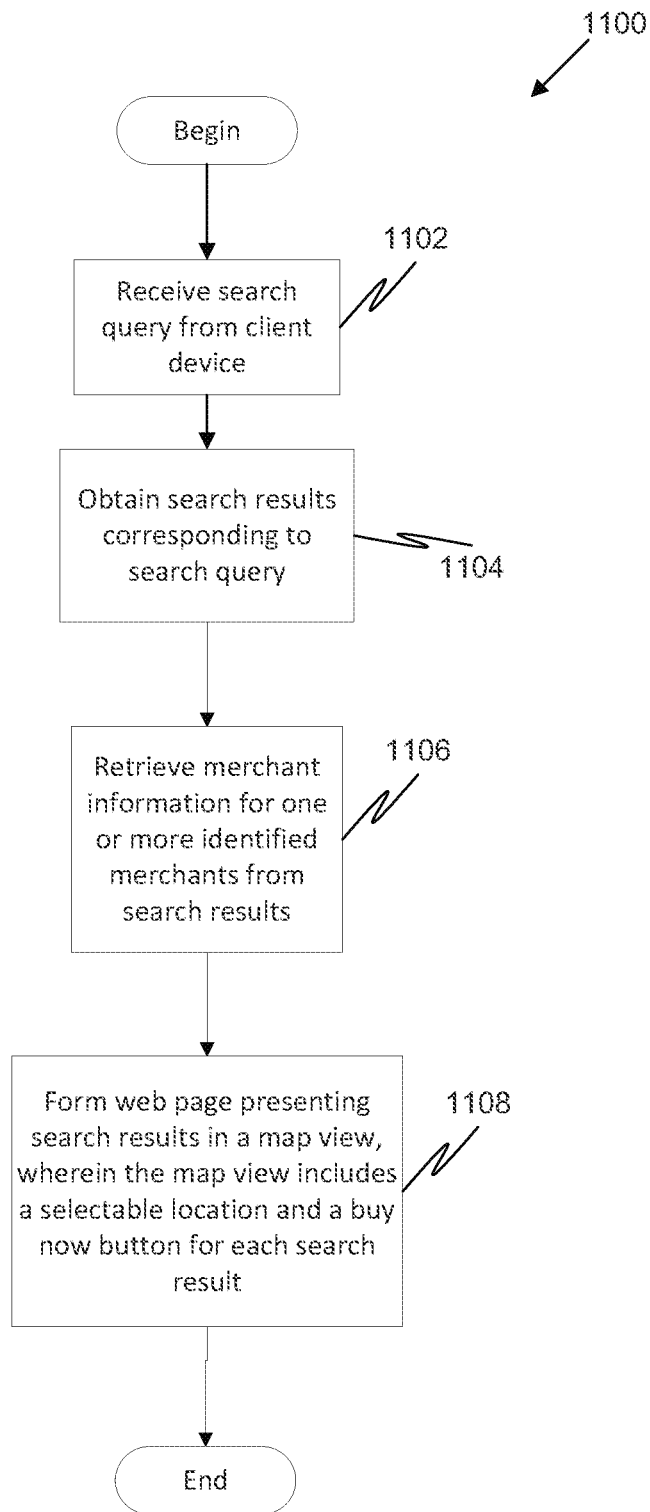 1100
Begin
1102
Receive search
query from client
device
Obtain search results
corresponding to
search query
1104
1106
Retrieve merchant
information for one
or more identified
merchants from
search results
1108
Form web page presenting
search results in a map view,
wherein the map view includes
a selectable location and a buy
now button for each search
result
End